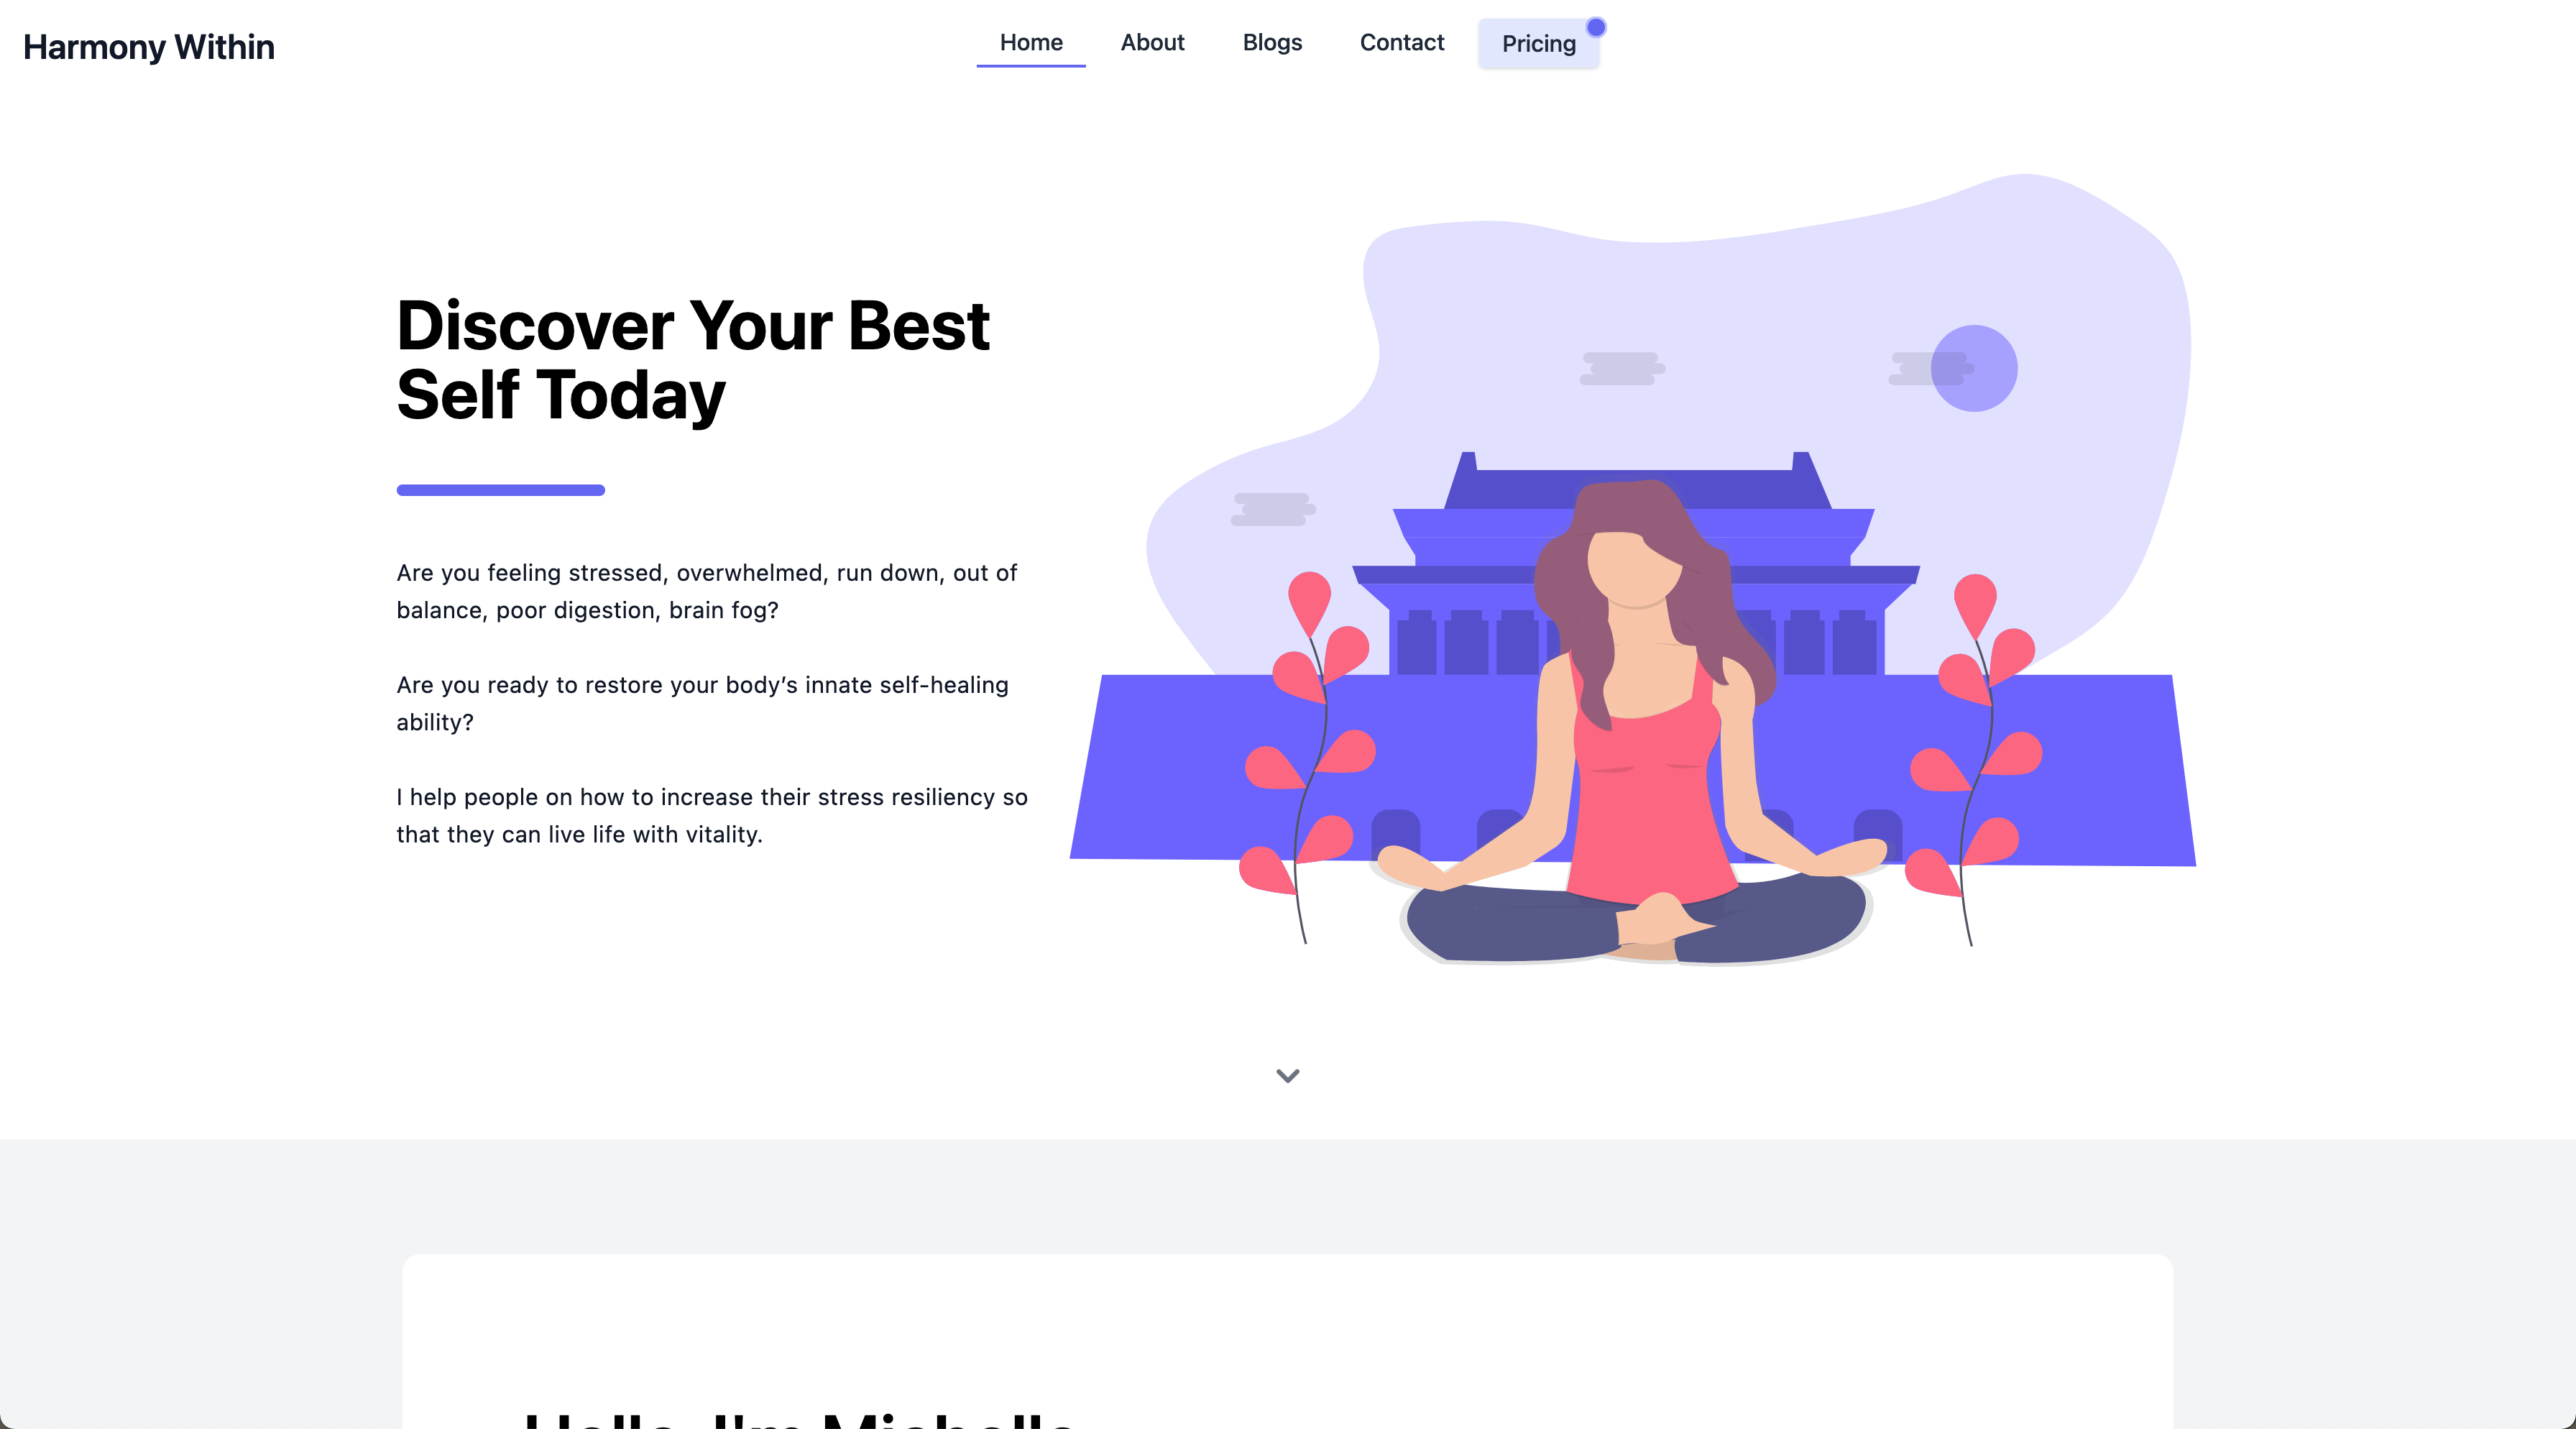 Harmony Within
Home
About
Blogs
Contact
Pricing
Discover Your Best
Self Today
Are you feeling stressed, overwhelmed, run down, out of
balance, poor digestion, brain fog?
Are you ready to restore your body’s innate self-healing
ability?
I help people on how to increase their stress resiliency so
that they can live life with vitality.
Hello, I'm Michelle